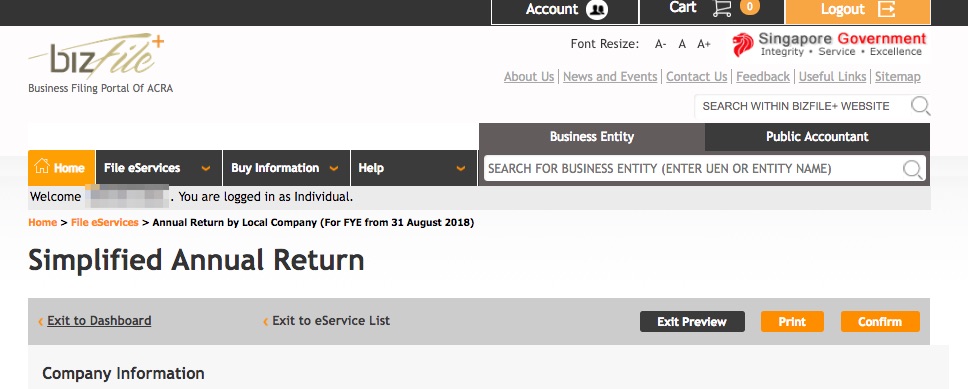 Account Cart 0 Logout
Font Resize: A- A A+
Singapore Government
Integrity • Service • Excellence
bizfile+
Business Filing Portal Of ACRA
About Us | News and Events | Contact Us | Feedback | Useful Links | Sitemap
SEARCH WITHIN BIZFILE+ WEBSITE
Business Entity Public Accountant
Home File eServices Buy Information Help
SEARCH FOR BUSINESS ENTITY (ENTER UEN OR ENTITY NAME)
Welcome . You are logged in as Individual.
Home > File eServices > Annual Return by Local Company (For FYE from 31 August 2018)
Simplified Annual Return
‹ Exit to Dashboard ‹ Exit to eService List Exit Preview Print Confirm
Company Information